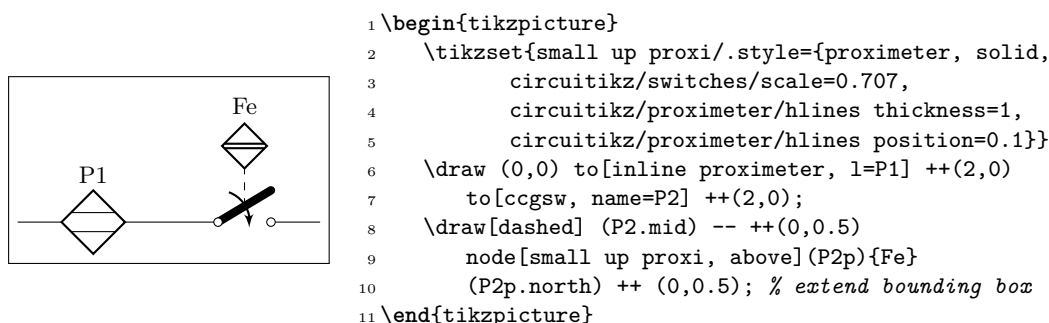 Fe
P1
1 \begin{tikzpicture}
2 \tikzset{small up proxi/.style={proximeter, solid,
3 circuitikz/switches/scale=0.707,
4 circuitikz/proximeter/hlines thickness=1,
5 circuitikz/proximeter/hlines position=0.1}}
6 \draw (0,0) to[inline proximeter, l=P1] ++(2,0)
7 to[ccgsw, name=P2] ++(2,0);
8 \draw[dashed] (P2.mid) -- ++(0,0.5)
9 node[small up proxi, above](P2p){Fe}
10 (P2p.north) ++ (0,0.5); % extend bounding box
11 \end{tikzpicture}